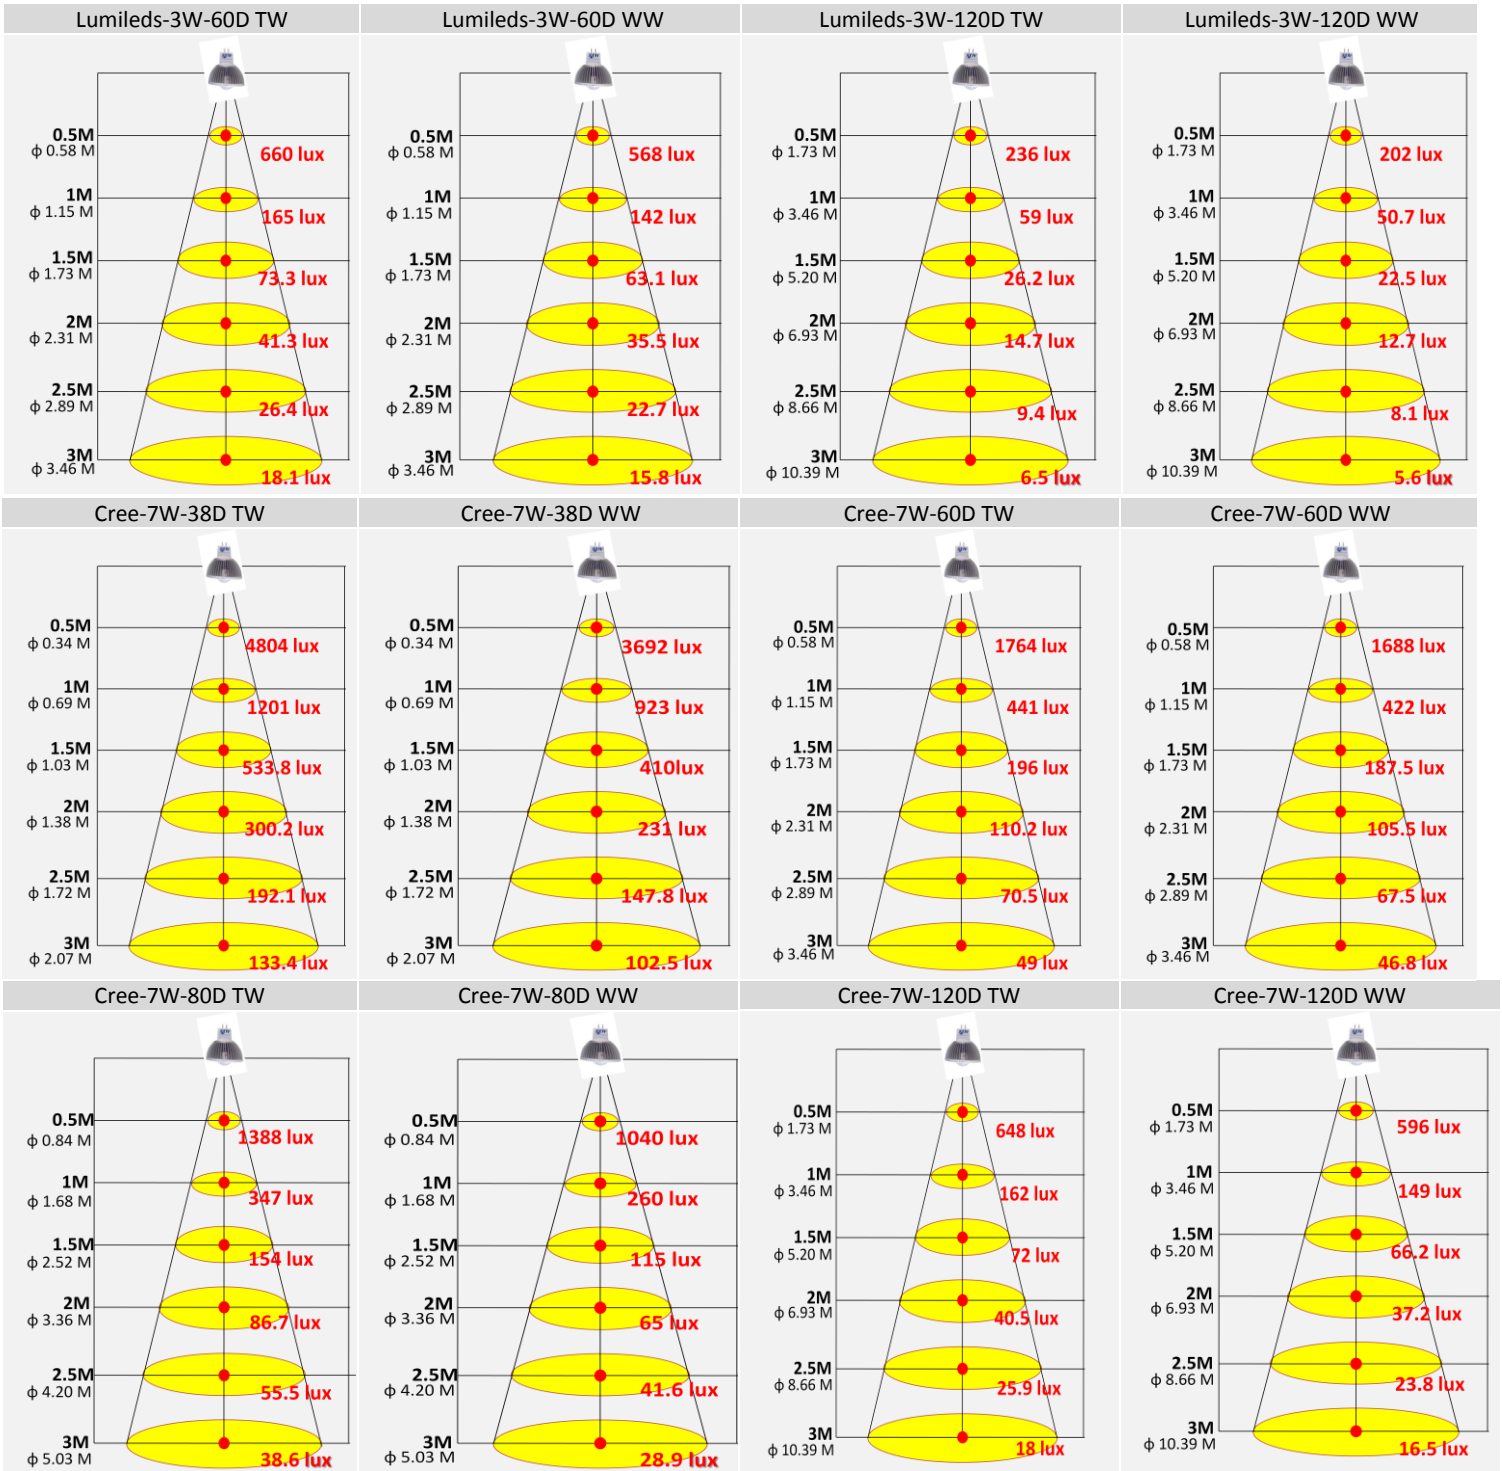 Lumileds-3W-60D TW
0.5M
ф 0.58 M
660 lux
1M
ф 1.15 M
165 lux
1.5M
ф 1.73 M
73.3 lux
2M
ф 2.31 M
41.3 lux
2.5M
ф 2.89 M
26.4 lux
3M
ф 3.46 M
18.1 lux
Lumileds-3W-60D WW
0.5M
ф 0.58 M
568 lux
1M
ф 1.15 M
142 lux
1.5M
ф 1.73 M
63.1 lux
2M
ф 2.31 M
35.5 lux
2.5M
ф 2.89 M
22.7 lux
3M
ф 3.46 M
15.8 lux
Lumileds-3W-120D TW
0.5M
ф 1.73 M
236 lux
1M
ф 3.46 M
59 lux
1.5M
ф 5.20 M
26.2 lux
2M
ф 6.93 M
14.7 lux
2.5M
ф 8.66 M
9.4 lux
3M
ф 10.39 M
6.5 lux
Lumileds-3W-120D WW
0.5M
ф 1.73 M
202 lux
1M
ф 3.46 M
50.7 lux
1.5M
ф 5.20 M
22.5 lux
2M
ф 6.93 M
12.7 lux
2.5M
ф 8.66 M
8.1 lux
3M
ф 10.39 M
5.6 lux
Cree-7W-38D TW
0.5M
ф 0.34 M
4804 lux
1M
ф 0.69 M
1201 lux
1.5M
ф 1.03 M
533.8 lux
2M
ф 1.38 M
300.2 lux
2.5M
ф 1.72 M
192.1 lux
3M
ф 2.07 M
133.4 lux
Cree-7W-38D WW
0.5M
ф 0.34 M
3692 lux
1M
ф 0.69 M
923 lux
1.5M
ф 1.03 M
410lux
2M
ф 1.38 M
231 lux
2.5M
ф 1.72 M
147.8 lux
3M
ф 2.07 M
102.5 lux
Cree-7W-60D TW
0.5M
ф 0.58 M
1764 lux
1M
ф 1.15 M
441 lux
1.5M
ф 1.73 M
196 lux
2M
ф 2.31 M
110.2 lux
2.5M
ф 2.89 M
70.5 lux
3M
ф 3.46 M
49 lux
Cree-7W-60D WW
0.5M
ф 0.58 M
1688 lux
1M
ф 1.15 M
422 lux
1.5M
ф 1.73 M
187.5 lux
2M
ф 2.31 M
105.5 lux
2.5M
ф 2.89 M
67.5 lux
3M
ф 3.46 M
46.8 lux
Cree-7W-80D TW
0.5M
ф 0.84 M
1388 lux
1M
ф 1.68 M
347 lux
1.5M
ф 2.52 M
154 lux
2M
ф 3.36 M
86.7 lux
2.5M
ф 4.20 M
55.5 lux
3M
ф 5.03 M
38.6 lux
Cree-7W-80D WW
0.5M
ф 0.84 M
1040 lux
1M
ф 1.68 M
260 lux
1.5M
ф 2.52 M
115 lux
2M
ф 3.36 M
65 lux
2.5M
ф 4.20 M
41.6 lux
3M
ф 5.03 M
28.9 lux
Cree-7W-120D TW
0.5M
ф 1.73 M
648 lux
1M
ф 3.46 M
162 lux
1.5M
ф 5.20 M
72 lux
2M
ф 6.93 M
40.5 lux
2.5M
ф 8.66 M
25.9 lux
3M
ф 10.39 M
18 lux
Cree-7W-120D WW
0.5M
ф 1.73 M
596 lux
1M
ф 3.46 M
149 lux
1.5M
ф 5.20 M
66.2 lux
2M
ф 6.93 M
37.2 lux
2.5M
ф 8.66 M
23.8 lux
3M
ф 10.39 M
16.5 lux